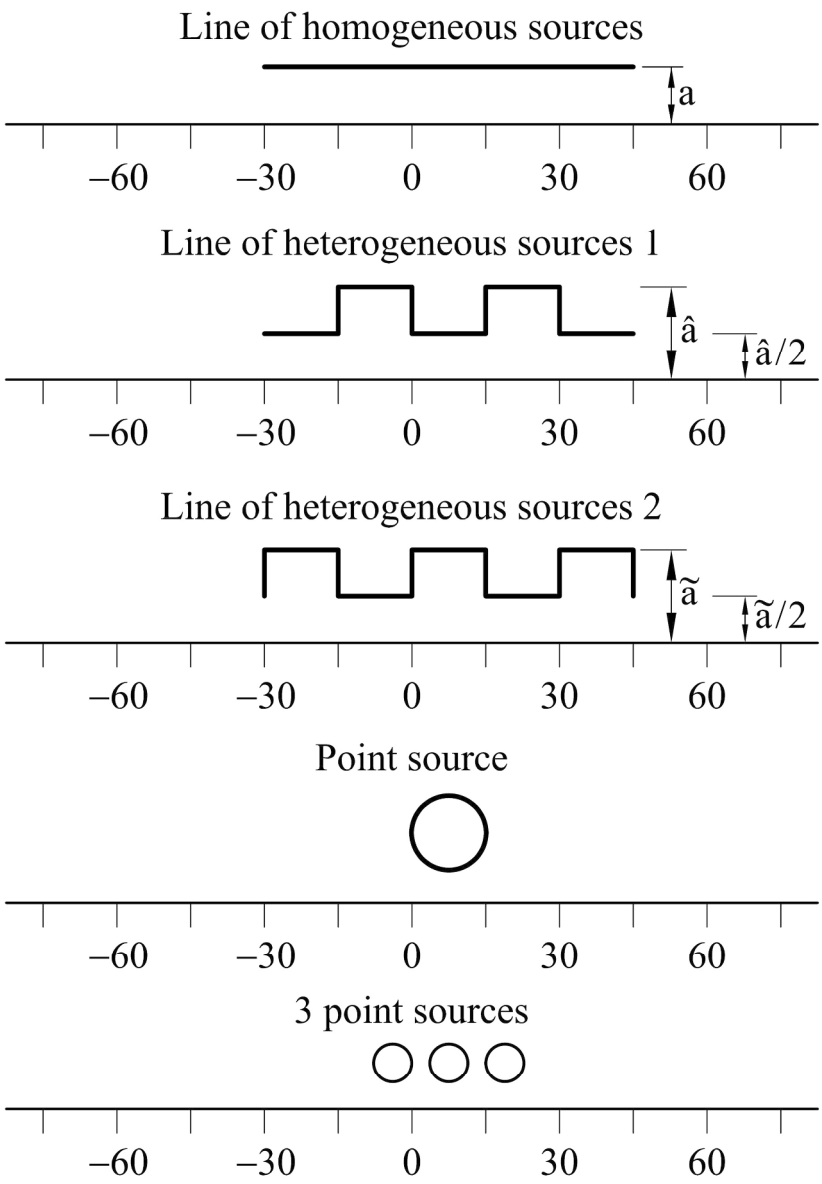 Line of homogeneous sources
a
−60 −30 0 30 60
Line of heterogeneous sources 1
â
â/2
−60 −30 0 30 60
Line of heterogeneous sources 2
ã
ã/2
−60 −30 0 30 60
Point source
−60 −30 0 30 60
3 point sources
−60 −30 0 30 60